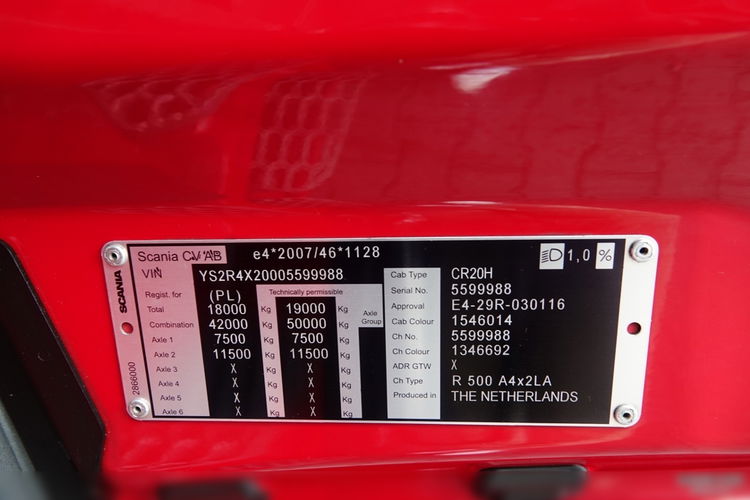 Scania CV AB e4*2007/46*1128 1,0 %
VIN YS2R4X20005599988
SCANIA
2866000
Regist. for (PL) Technically permissible
Total 18000 Kg 19000 Kg Axle Group
Combination 42000 Kg 50000 Kg
Axle 1 7500 Kg 7500 Kg
Axle 2 11500 Kg 11500 Kg
Axle 3 X Kg X Kg
Axle 4 X Kg X Kg
Axle 5 X Kg X Kg
Axle 6 X Kg X Kg
Cab Type CR20H
Serial No. 5599988
Approval E4-29R-030116
Cab Colour 1546014
Ch No. 5599988
Ch Colour 1346692
ADR GTW X
Ch Type R 500 A4x2LA
Produced in THE NETHERLANDS